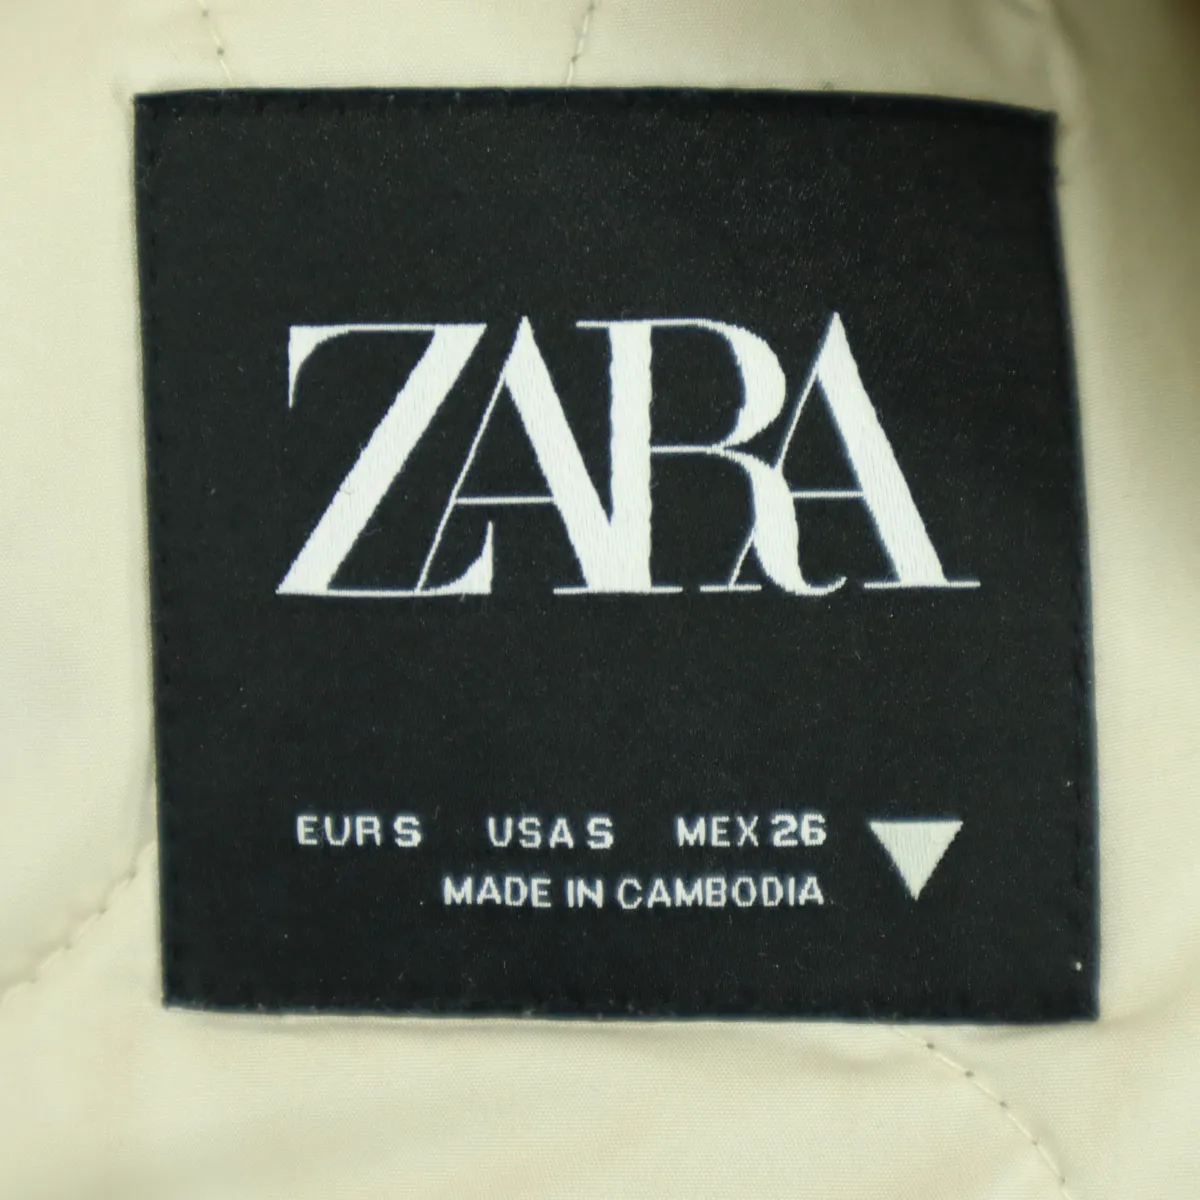 ZARA
EUR S USA S MEX 26
MADE IN CAMBODIA